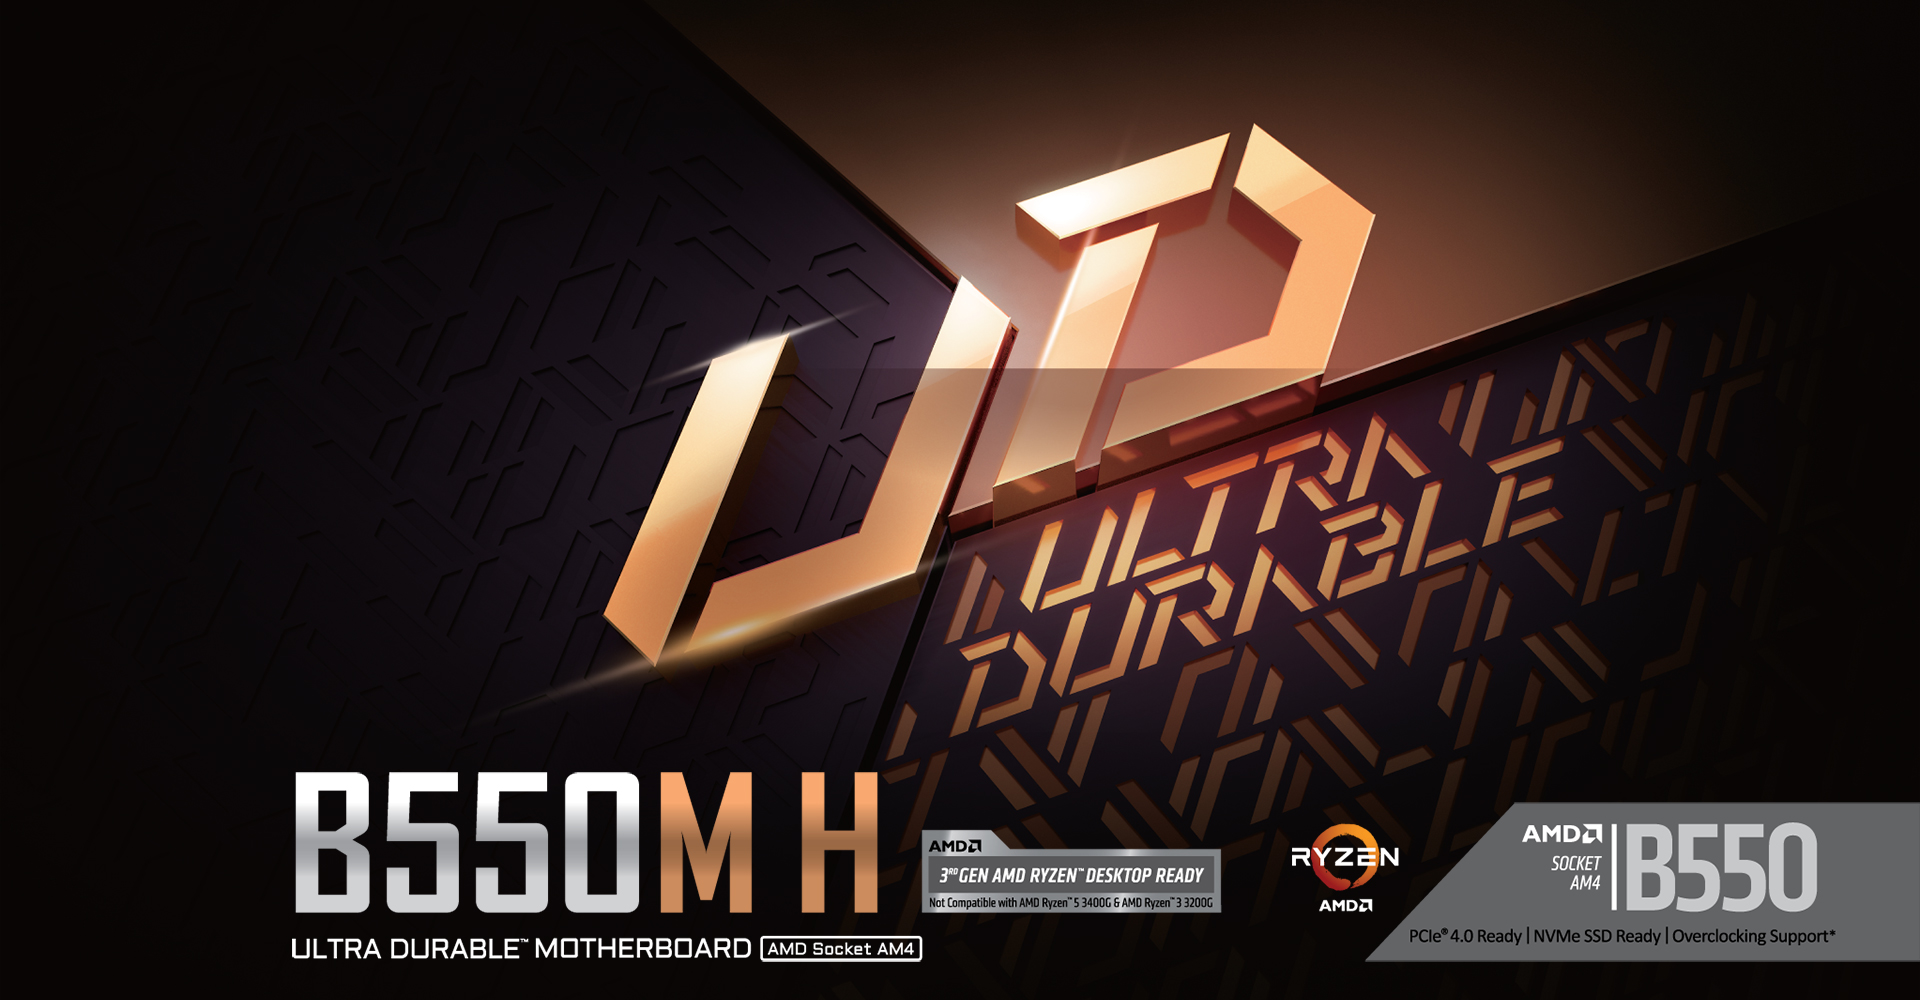 UD
ULTRA
DURABLE
B550M H
ULTRA DURABLE™ MOTHERBOARD AMD Socket AM4
AMD
3RD GEN AMD RYZEN™ DESKTOP READY
Not Compatible with AMD Ryzen™ 5 3400G & AMD Ryzen™ 3 3200G
RYZEN
AMD
AMD
SOCKET
AM4
B550
PCIe® 4.0 Ready | NVMe SSD Ready | Overclocking Support*